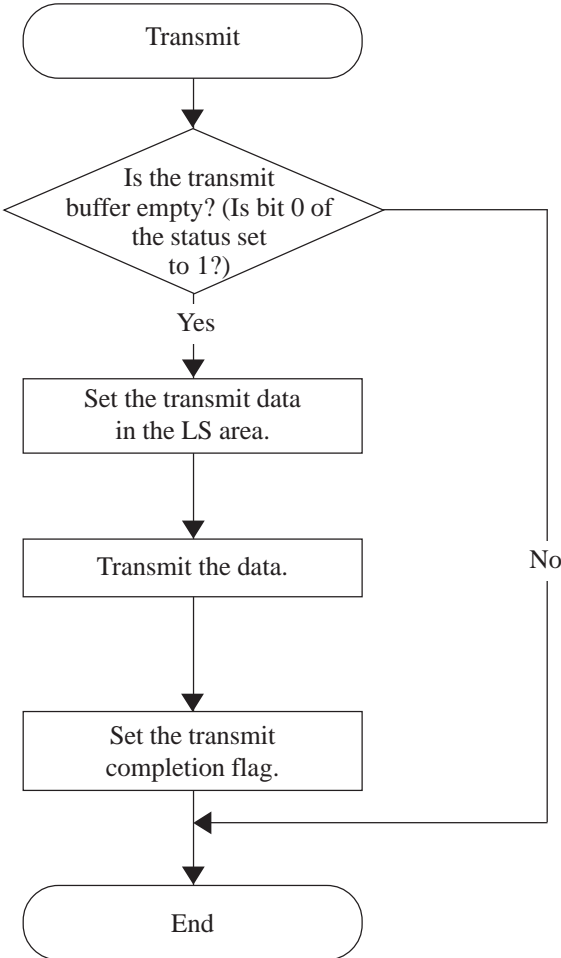 Transmit
Is the transmit
buffer empty? (Is bit 0 of
the status set
to 1?)
Yes
Set the transmit data
in the LS area.
Transmit the data.
No
Set the transmit
completion flag.
End